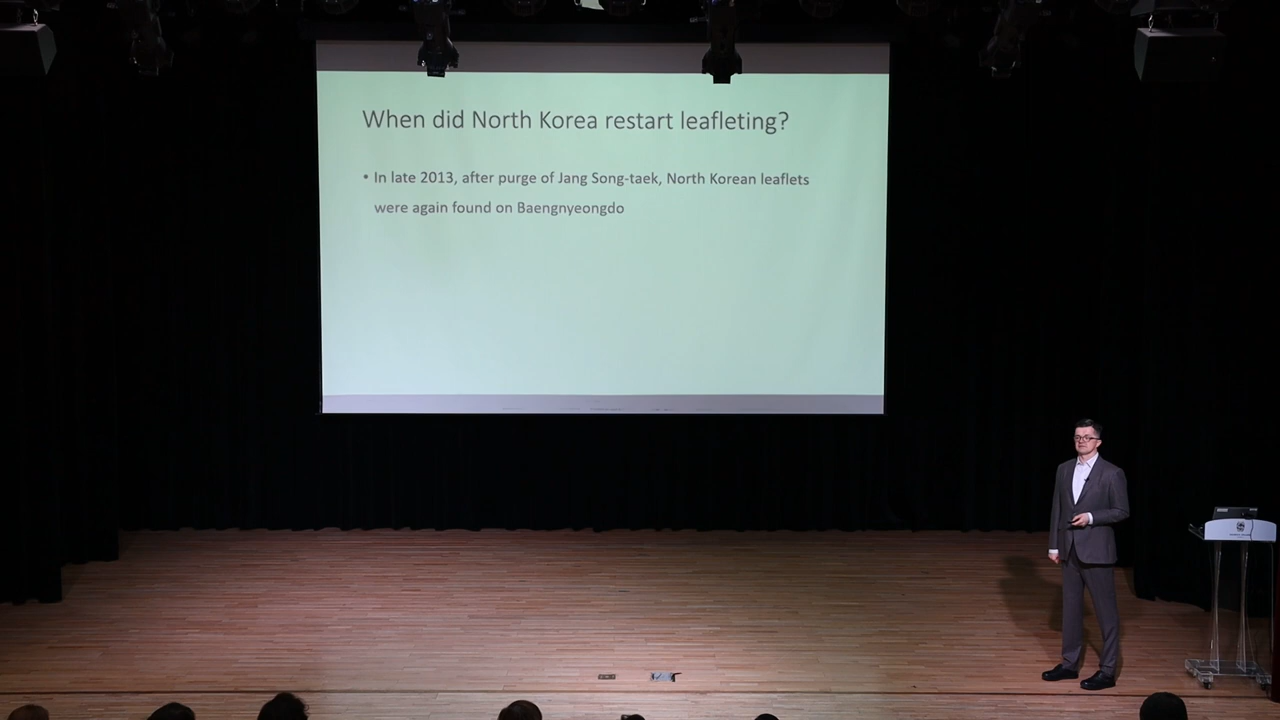 When did North Korea restart leafleting?
• In late 2013, after purge of Jang Song-taek, North Korean leaflets
were again found on Baengnyeongdo